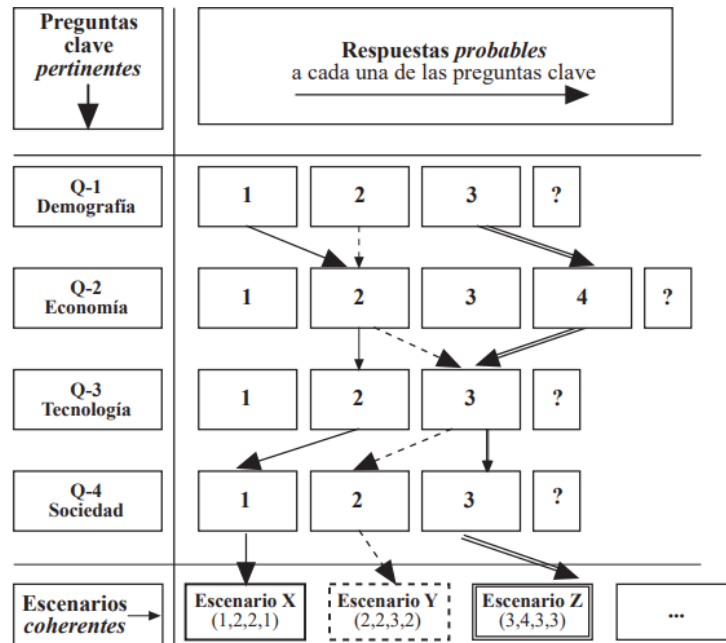 Preguntas
clave
pertinentes
Respuestas probables
a cada una de las preguntas clave
Q-1
Demografía
1
2
3
?
Q-2
Economía
1
2
3
4
?
Q-3
Tecnología
1
2
3
?
Q-4
Sociedad
1
2
3
?
Escenarios
coherentes
Escenario X
(1,2,2,1)
Escenario Y
(2,2,3,2)
Escenario Z
(3,4,3,3)
...